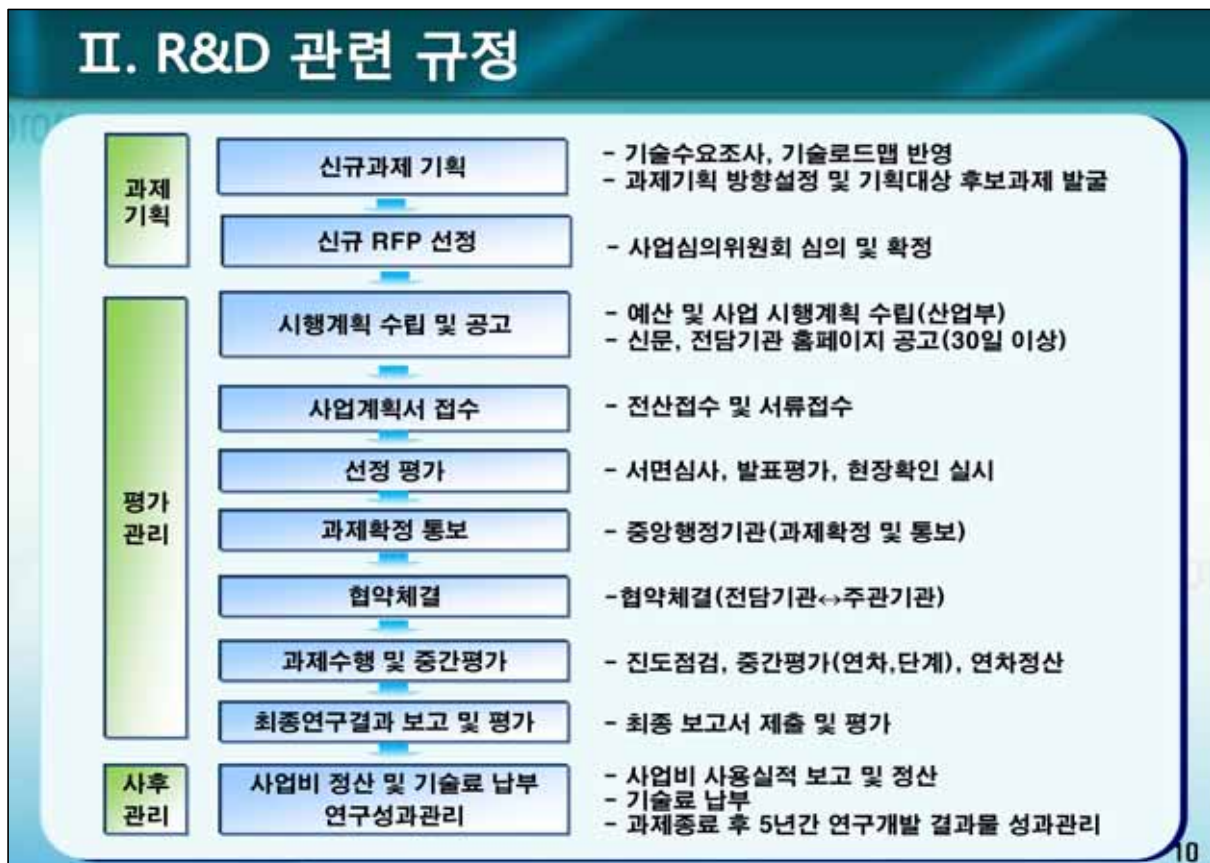 Ⅱ. R&D 관련 규정
과제
기획
신규과제 기획
- 기술수요조사, 기술로드맵 반영
- 과제기획 방향설정 및 기획대상 후보과제 발굴
신규 RFP 선정
- 사업심의위원회 심의 및 확정
평가
관리
시행계획 수립 및 공고
- 예산 및 사업 시행계획 수립(산업부)
- 신문, 전담기관 홈페이지 공고(30일 이상)
사업계획서 접수
- 전산접수 및 서류접수
선정 평가
- 서면심사, 발표평가, 현장확인 실시
과제확정 통보
- 중앙행정기관(과제확정 및 통보)
협약체결
-협약체결(전담기관↔주관기관)
과제수행 및 중간평가
- 진도점검, 중간평가(연차,단계), 연차정산
최종연구결과 보고 및 평가
- 최종 보고서 제출 및 평가
사후
관리
사업비 정산 및 기술료 납부
연구성과관리
- 사업비 사용실적 보고 및 정산
- 기술료 납부
- 과제종료 후 5년간 연구개발 결과물 성과관리
10